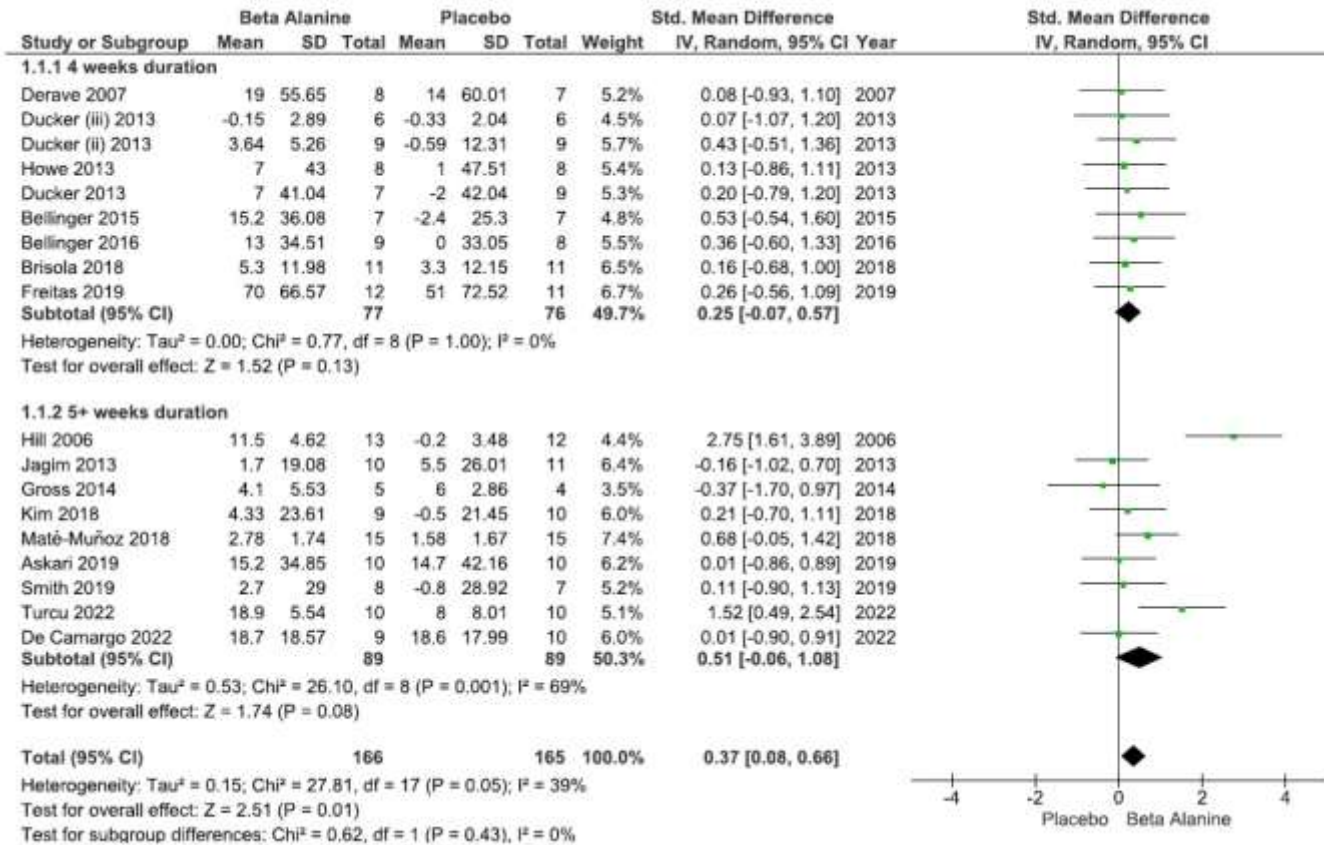 Beta Alanine Placebo Std. Mean Difference Std. Mean Difference
Study or Subgroup Mean SD Total Mean SD Total Weight IV, Random, 95% CI Year IV, Random, 95% CI
1.1.1 4 weeks duration
Derave 2007 19 55.65 8 14 60.01 7 5.2% 0.08 [-0.93, 1.10] 2007
Ducker (iii) 2013 -0.15 2.89 6 -0.33 2.04 6 4.5% 0.07 [-1.07, 1.20] 2013
Ducker (ii) 2013 3.64 5.26 9 -0.59 12.31 9 5.7% 0.43 [-0.51, 1.36] 2013
Howe 2013 7 43 8 1 47.51 8 5.4% 0.13 [-0.86, 1.11] 2013
Ducker 2013 7 41.04 7 -2 42.04 9 5.3% 0.20 [-0.79, 1.20] 2013
Bellinger 2015 15.2 36.08 7 -2.4 25.3 7 4.8% 0.53 [-0.54, 1.60] 2015
Bellinger 2016 13 34.51 9 0 33.05 8 5.5% 0.36 [-0.60, 1.33] 2016
Brisola 2018 5.3 11.98 11 3.3 12.15 11 6.5% 0.16 [-0.68, 1.00] 2018
Freitas 2019 70 66.57 12 51 72.52 11 6.7% 0.26 [-0.56, 1.09] 2019
Subtotal (95% CI) 77 76 49.7% 0.25 [-0.07, 0.57]
Heterogeneity: Tau² = 0.00; Chi² = 0.77, df = 8 (P = 1.00); I² = 0%
Test for overall effect: Z = 1.52 (P = 0.13)
1.1.2 5+ weeks duration
Hill 2006 11.5 4.62 13 -0.2 3.48 12 4.4% 2.75 [1.61, 3.89] 2006
Jagim 2013 1.7 19.08 10 5.5 26.01 11 6.4% -0.16 [-1.02, 0.70] 2013
Gross 2014 4.1 5.53 5 6 2.86 4 3.5% -0.37 [-1.70, 0.97] 2014
Kim 2018 4.33 23.61 9 -0.5 21.45 10 6.0% 0.21 [-0.70, 1.11] 2018
Maté-Muñoz 2018 2.78 1.74 15 1.58 1.67 15 7.4% 0.68 [-0.05, 1.42] 2018
Askari 2019 15.2 34.85 10 14.7 42.16 10 6.2% 0.01 [-0.86, 0.89] 2019
Smith 2019 2.7 29 8 -0.8 28.92 7 5.2% 0.11 [-0.90, 1.13] 2019
Turcu 2022 18.9 5.54 10 8 8.01 10 5.1% 1.52 [0.49, 2.54] 2022
De Camargo 2022 18.7 18.57 9 18.6 17.99 10 6.0% 0.01 [-0.90, 0.91] 2022
Subtotal (95% CI) 89 89 50.3% 0.51 [-0.06, 1.08]
Heterogeneity: Tau² = 0.53; Chi² = 26.10, df = 8 (P = 0.001); I² = 69%
Test for overall effect: Z = 1.74 (P = 0.08)
Total (95% CI) 166 165 100.0% 0.37 [0.08, 0.66]
Heterogeneity: Tau² = 0.15; Chi² = 27.81, df = 17 (P = 0.05); I² = 39%
Test for overall effect: Z = 2.51 (P = 0.01)
Test for subgroup differences: Chi² = 0.62, df = 1 (P = 0.43), I² = 0%
-4 -2 0 2 4
Placebo Beta Alanine